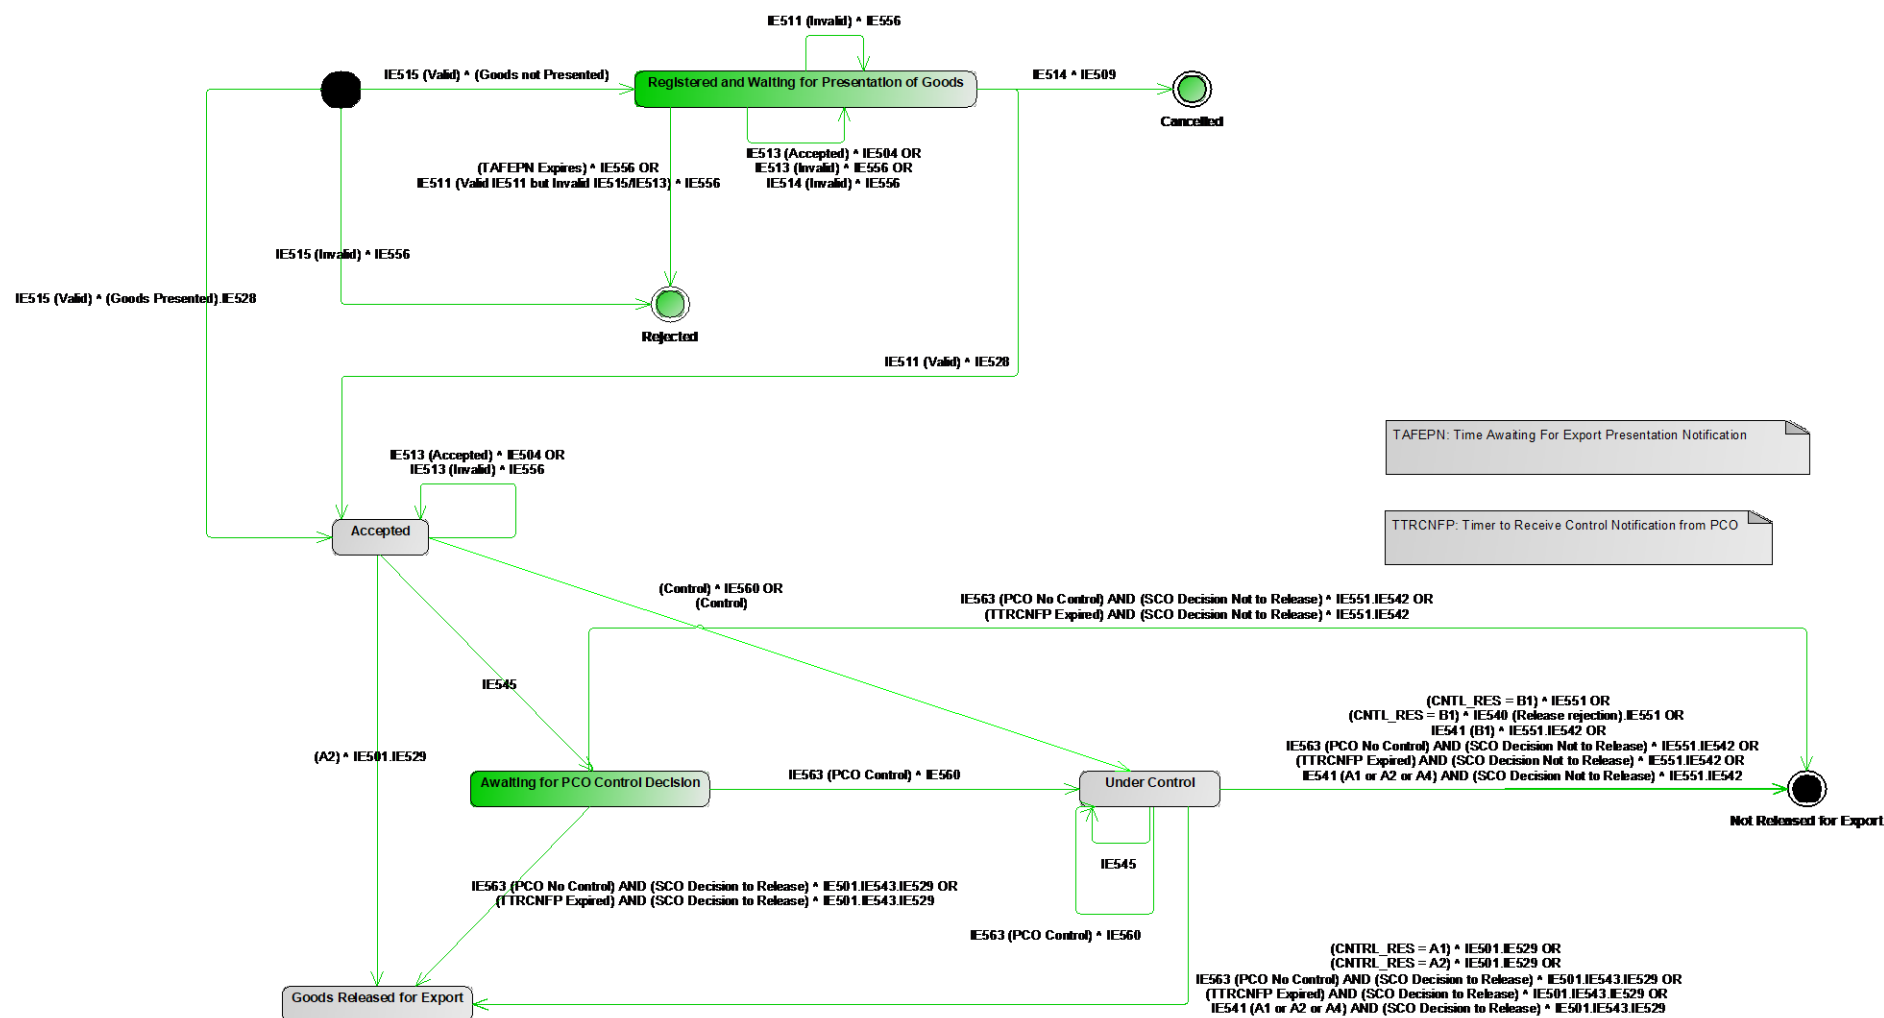 IE511 (Invalid) ^ IE556
IE515 (Valid) ^ (Goods not Presented)
Registered and Waiting for Presentation of Goods
IE514 ^ IE509
Cancelled
(TAFEPN Expires) ^ IE556 OR
IE511 (Valid IE511 but Invalid IE515/IE513) ^ IE556
IE513 (Accepted) ^ IE504 OR
IE513 (Invalid) ^ IE556 OR
IE514 (Invalid) ^ IE556
IE515 (Invalid) ^ IE556
IE515 (Valid) ^ (Goods Presented).IE528
Rejected
IE511 (Valid) ^ IE528
TAFEPN: Time Awaiting For Export Presentation Notification
IE513 (Accepted) ^ IE504 OR
IE513 (Invalid) ^ IE556
TTRCNFP: Timer to Receive Control Notification from PCO
Accepted
(Control) ^ IE560 OR
(Control)
IE563 (PCO No Control) AND (SCO Decision Not to Release) ^ IE551.IE542 OR
(TTRCNFP Expired) AND (SCO Decision Not to Release) ^ IE551.IE542
IE545
(CNTL_RES = B1) ^ IE551 OR
(CNTL_RES = B1) ^ IE540 (Release rejection).IE551 OR
IE541 (B1) ^ IE551.IE542 OR
IE563 (PCO No Control) AND (SCO Decision Not to Release) ^ IE551.IE542 OR
(TTRCNFP Expired) AND (SCO Decision Not to Release) ^ IE551.IE542 OR
IE541 (A1 or A2 or A4) AND (SCO Decision Not to Release) ^ IE551.IE542
(A2) ^ IE501.IE529
Awaiting for PCO Control Decision
IE563 (PCO Control) ^ IE560
Under Control
Not Released for Export
IE545
IE563 (PCO No Control) AND (SCO Decision to Release) ^ IE501.IE543.IE529 OR
(TTRCNFP Expired) AND (SCO Decision to Release) ^ IE501.IE543.IE529
IE563 (PCO Control) ^ IE560
(CNTRL_RES = A1) ^ IE501.IE529 OR
(CNTRL_RES = A2) ^ IE501.IE529 OR
IE563 (PCO No Control) AND (SCO Decision to Release) ^ IE501.IE543.IE529 OR
(TTRCNFP Expired) AND (SCO Decision to Release) ^ IE501.IE543.IE529 OR
IE541 (A1 or A2 or A4) AND (SCO Decision to Release) ^ IE501.IE543.IE529
Goods Released for Export